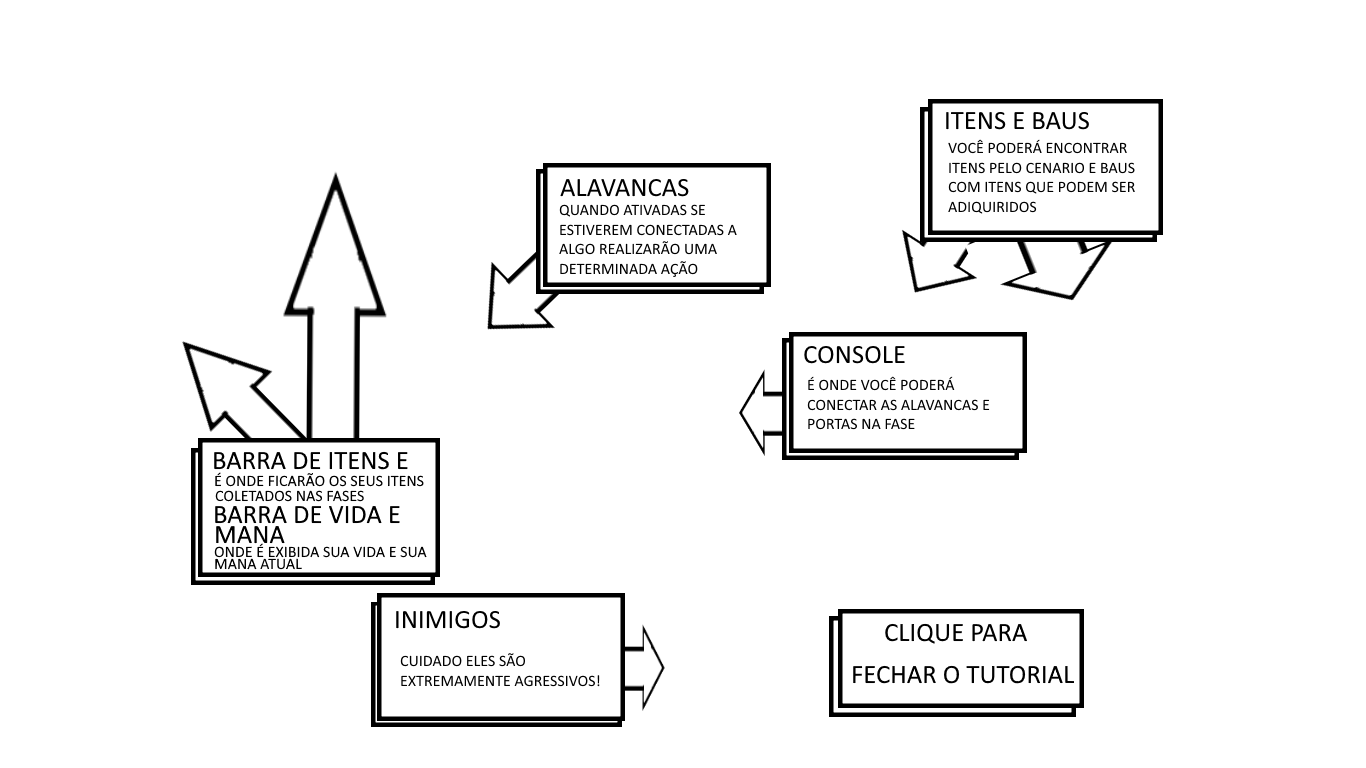 ITENS E BAUS
VOCÊ PODERÁ ENCONTRAR
ITENS PELO CENARIO E BAUS
COM ITENS QUE PODEM SER
ADIQUIRIDOS
ALAVANCAS
QUANDO ATIVADAS SE
ESTIVEREM CONECTADAS A
ALGO REALIZARÃO UMA
DETERMINADA AÇÃO
CONSOLE
É ONDE VOCÊ PODERÁ
CONECTAR AS ALAVANCAS E
PORTAS NA FASE
BARRA DE ITENS E
É ONDE FICARÃO OS SEUS ITENS
COLETADOS NAS FASES
BARRA DE VIDA E
MANA
ONDE É EXIBIDA SUA VIDA E SUA
MANA ATUAL
INIMIGOS
CUIDADO ELES SÃO
EXTREMAMENTE AGRESSIVOS!
CLIQUE PARA
FECHAR O TUTORIAL